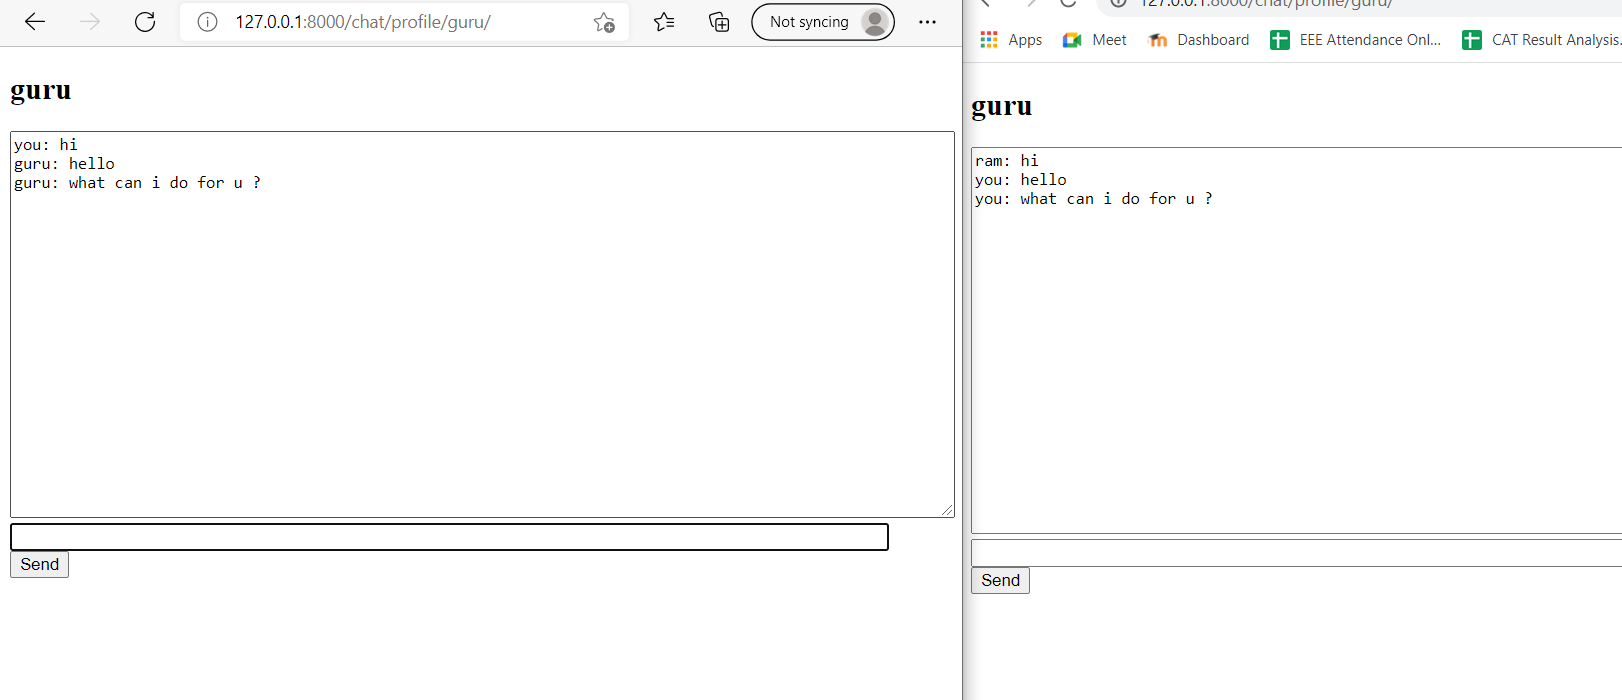 127.0.0.1:8000/chat/profile/guru/
Not syncing
guru
you: hi
guru: hello
guru: what can i do for u ?
Send
127.0.0.1:8000/chat/profile/guru/
Apps
Meet
Dashboard
EEE Attendance Onl...
CAT Result Analysis.
guru
ram: hi
you: hello
you: what can i do for u ?
Send